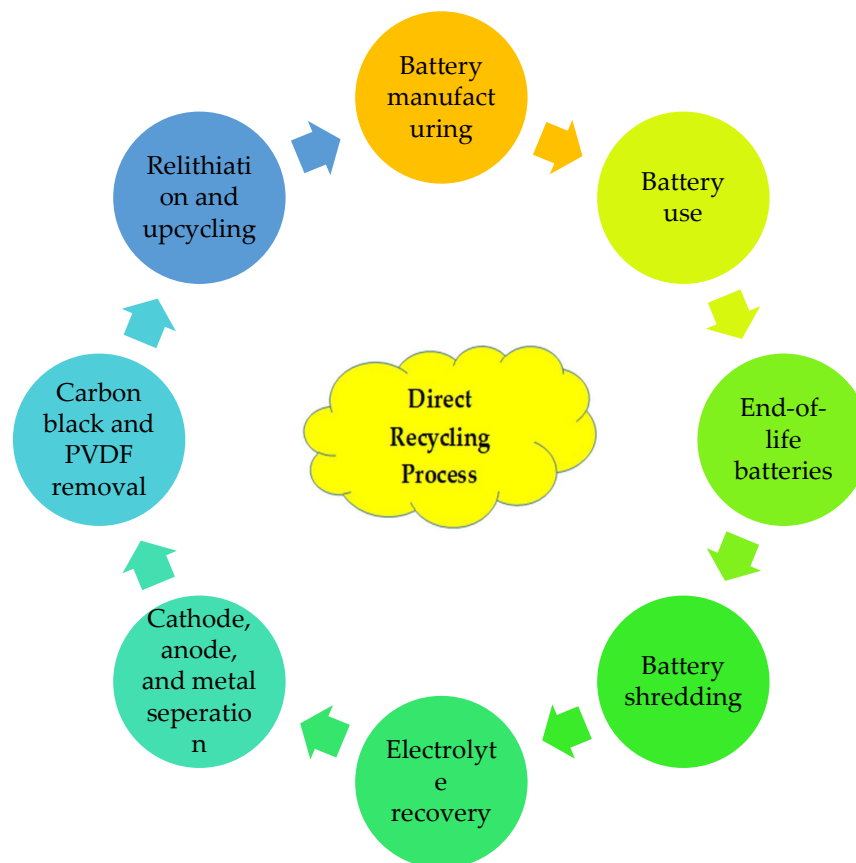 Battery
manufact
uring
Battery
use
End-of-
life
batteries
Battery
shredding
Electrolyt
e
recovery
Cathode,
anode,
and metal
seperatio
n
Carbon
black and
PVDF
removal
Relithiati
on and
upcycling
Direct
Recycling
Process